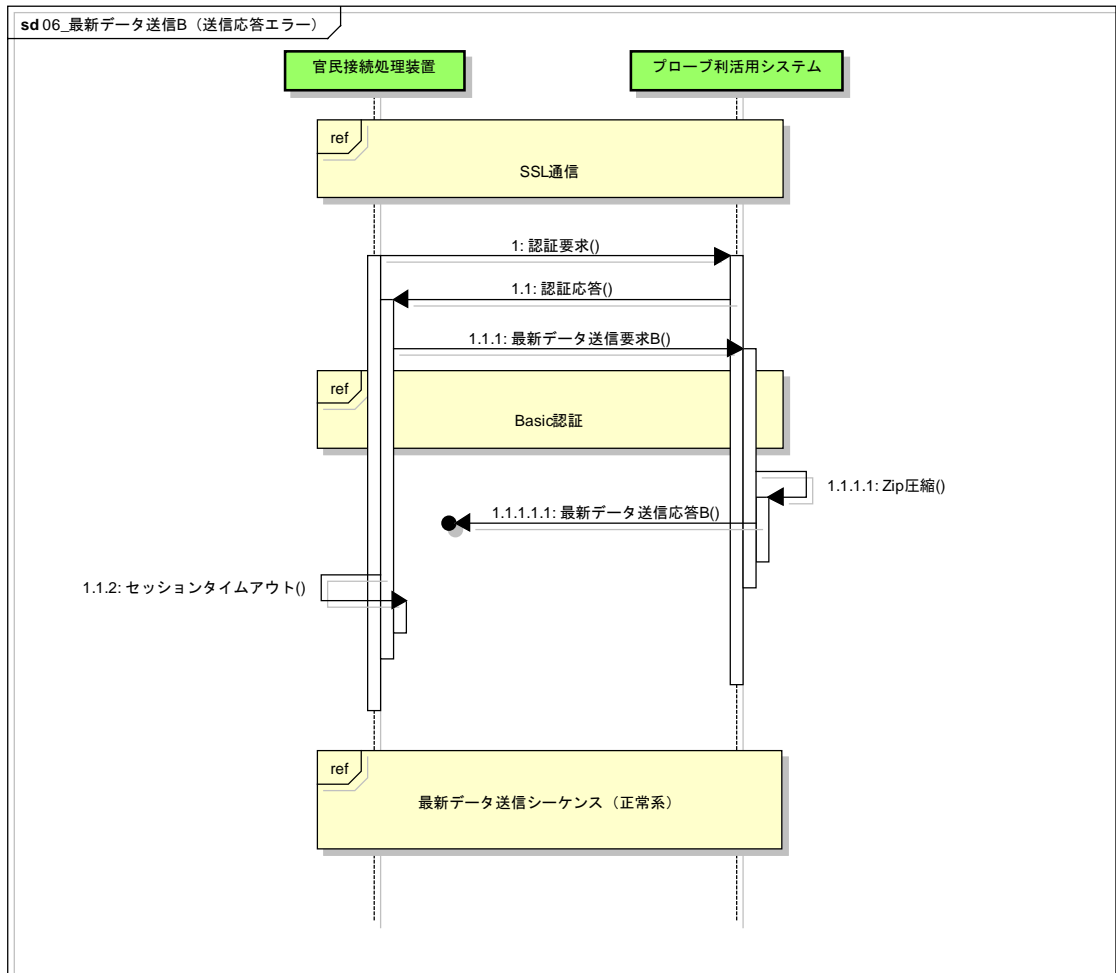 sd 06_最新データ送信B（送信応答エラー）
官民接続処理装置
プローブ利活用システム
ref
SSL通信
1: 認証要求()
1.1: 認証応答()
1.1.1: 最新データ送信要求B()
ref
Basic認証
1.1.1.1: Zip圧縮()
1.1.1.1.1: 最新データ送信応答B()
1.1.2: セッションタイムアウト()
ref
最新データ送信シーケンス（正常系）